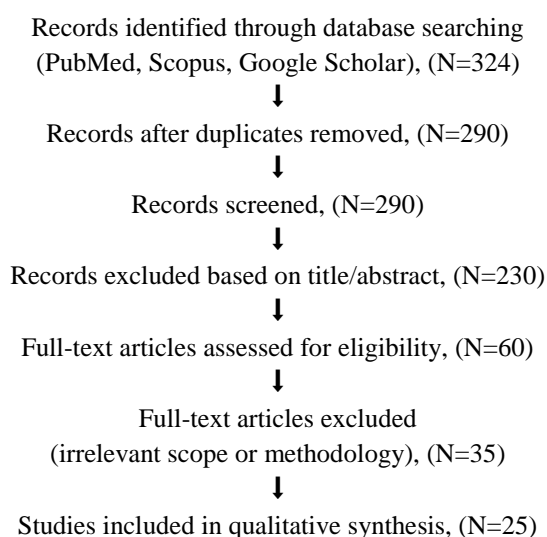 Records identified through database searching
(PubMed, Scopus, Google Scholar), (N=324)
Records after duplicates removed, (N=290)
Records screened, (N=290)
Records excluded based on title/abstract, (N=230)
Full-text articles assessed for eligibility, (N=60)
Full-text articles excluded
(irrelevant scope or methodology), (N=35)
Studies included in qualitative synthesis, (N=25)